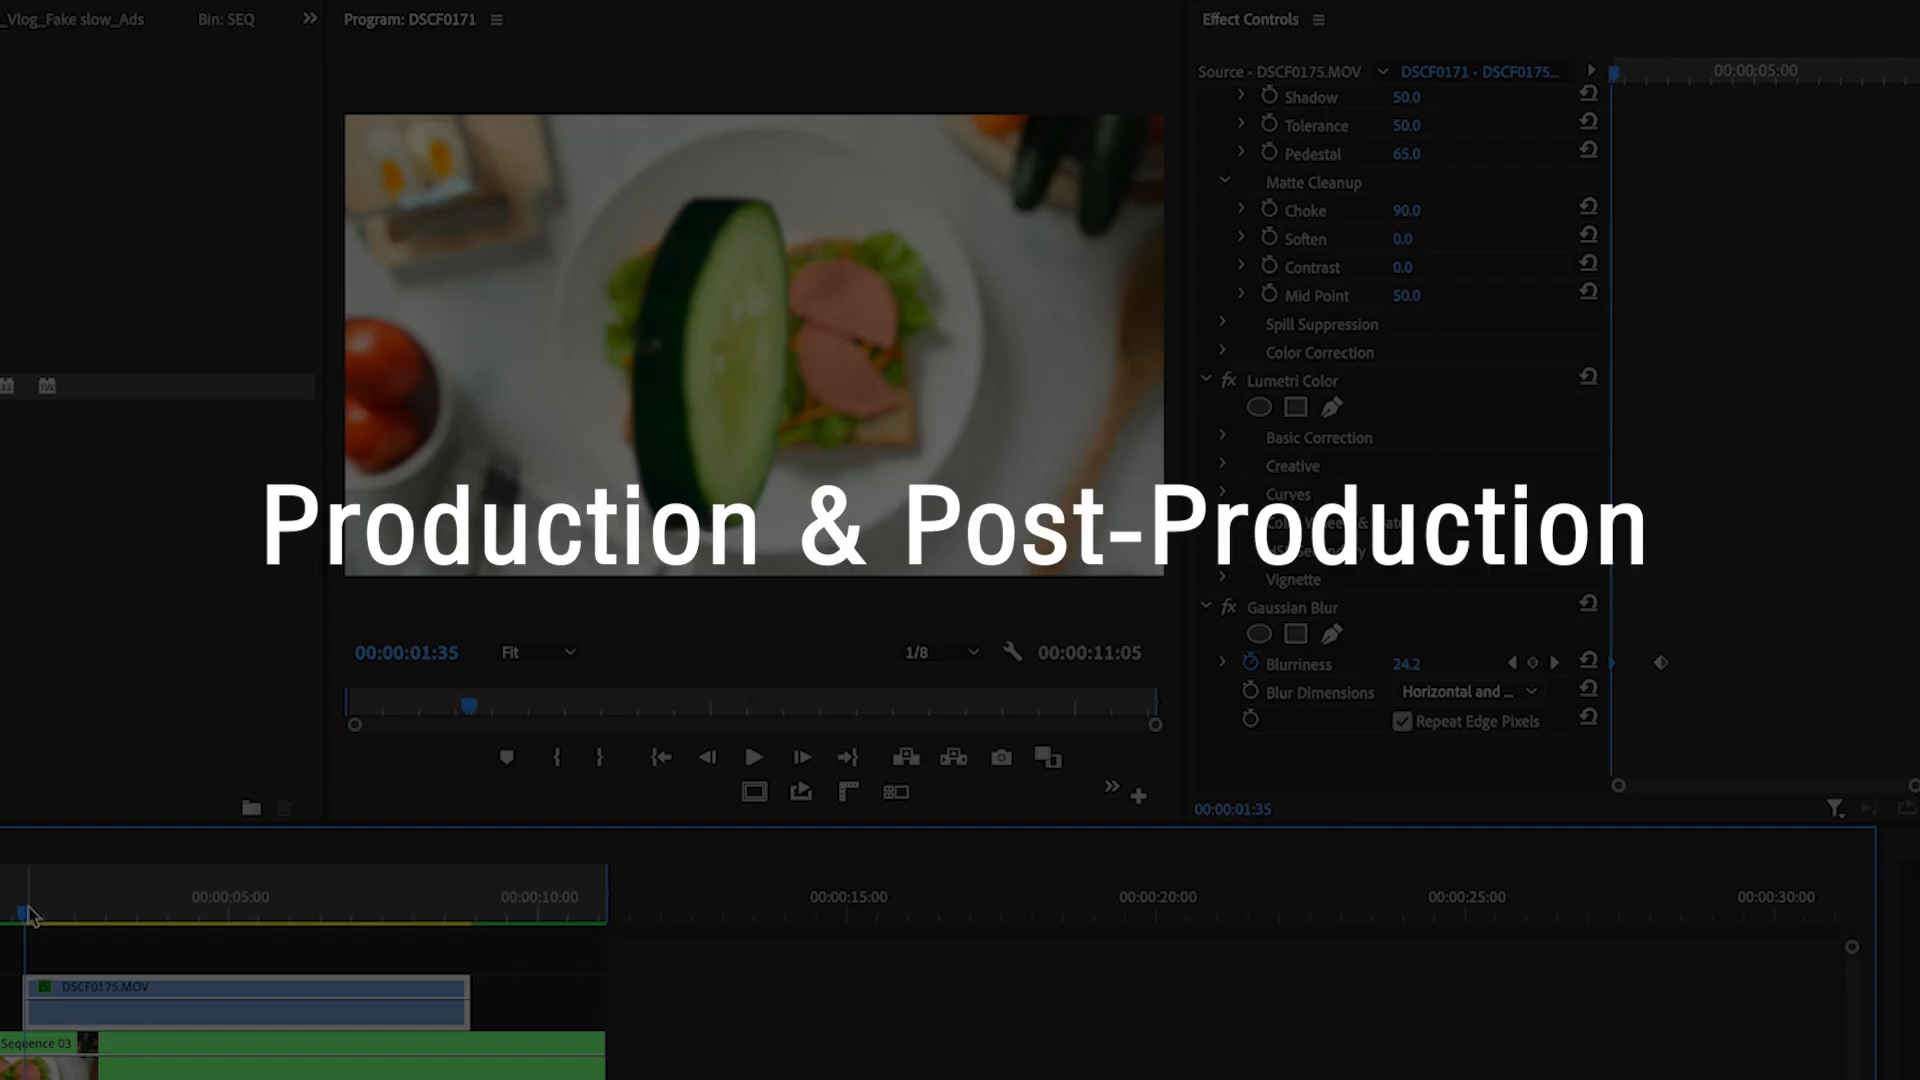 _Vlog_Fake slow_Ads
Bin: SEQ
Program: DSCF0171
Effect Controls
Source • DSCF0175.MOV
DSCF0171 • DSCF0175...
00:00:05:00
Shadow 50.0
Tolerance 50.0
Pedestal 65.0
Matte Cleanup
Choke 90.0
Soften 0.0
Contrast 0.0
Mid Point 50.0
Spill Suppression
Color Correction
fx Lumetri Color
Basic Correction
Creative
Curves
Production & Post-Production
Vignette
fx Gaussian Blur
Blurriness 24.2
Blur Dimensions Horizontal and ...
Repeat Edge Pixels
00:00:01:35
Fit
1/8
00:00:11:05
00:00:01:35
00:00:05:00
00:00:10:00
00:00:15:00
00:00:20:00
00:00:25:00
00:00:30:00
DSCF0175.MOV
Sequence 03